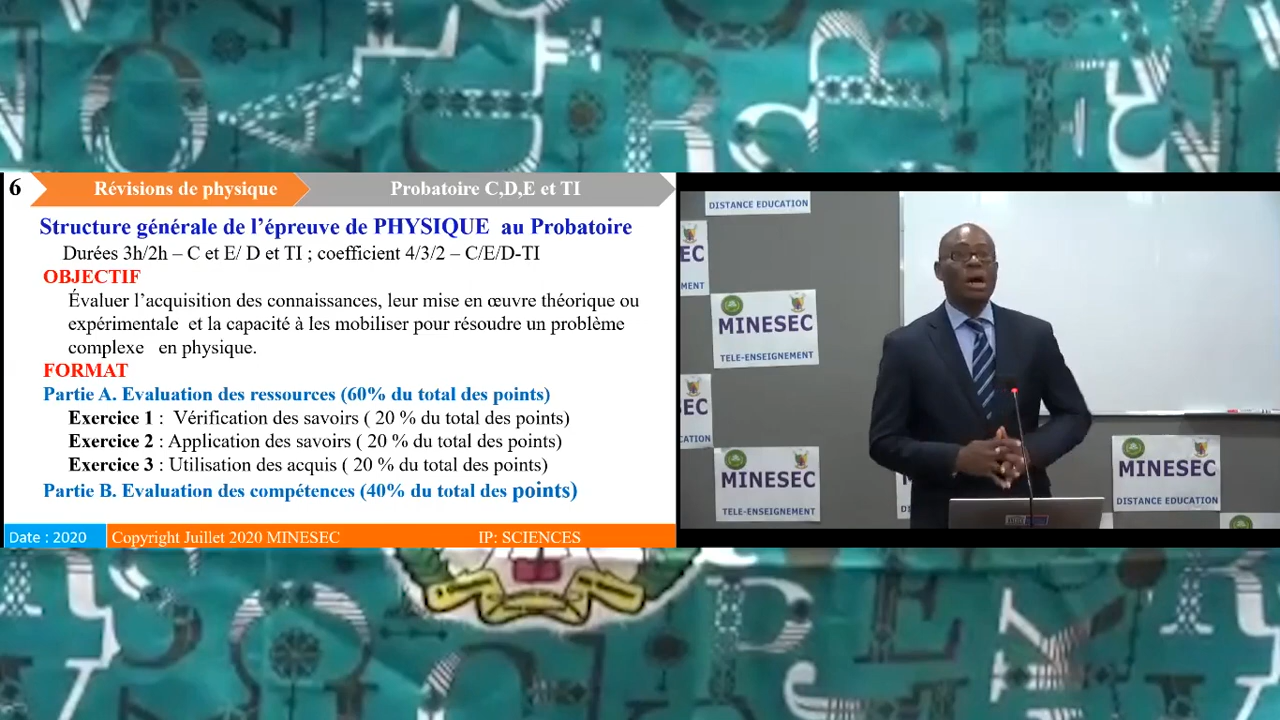 6
Révisions de physique
Probatoire C,D,E et TI
Structure générale de l’épreuve de PHYSIQUE au Probatoire
Durées 3h/2h – C et E/ D et TI ; coefficient 4/3/2 – C/E/D-TI
OBJECTIF
Évaluer l’acquisition des connaissances, leur mise en œuvre théorique ou
expérimentale et la capacité à les mobiliser pour résoudre un problème
complexe en physique.
FORMAT
Partie A. Evaluation des ressources (60% du total des points)
Exercice 1 : Vérification des savoirs ( 20 % du total des points)
Exercice 2 : Application des savoirs ( 20 % du total des points)
Exercice 3 : Utilisation des acquis ( 20 % du total des points)
Partie B. Evaluation des compétences (40% du total des points)
Date : 2020
Copyright Juillet 2020 MINESEC
IP: SCIENCES
DISTANCE EDUCATION
EC
MENT
MINESEC
TELE-ENSEIGNEMENT
SEC
CATION
MINESEC
TELE-ENSEIGNEMENT
MINESEC
DISTANCE EDUCATION